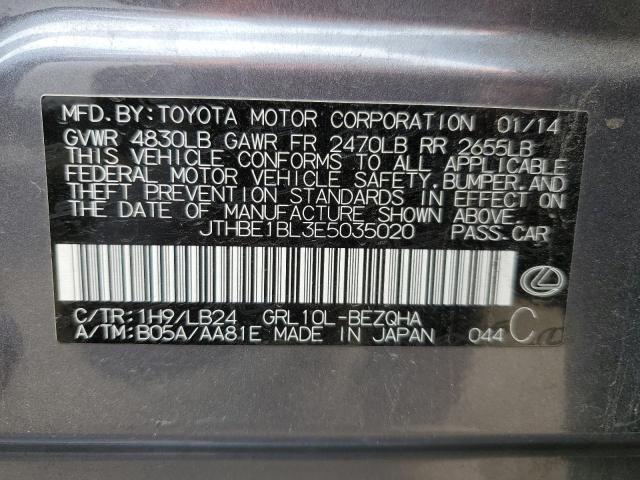 MFD.BY:TOYOTA MOTOR CORPORATION 01/14
GVWR 4830LB GAWR FR 2470LB RR 2655LB
THIS VEHICLE CONFORMS TO ALL APPLICABLE
FEDERAL MOTOR VEHICLE SAFETY,BUMPER,AND
THEFT PREVENTION STANDARDS IN EFFECT ON
THE DATE OF MANUFACTURE SHOWN ABOVE.
JTHBE1BL3E5035020 PASS-CAR
C/TR:1H9/LB24 GRL10L-BEZQHA
A/TM:B05A/AA81E MADE IN JAPAN 044 C